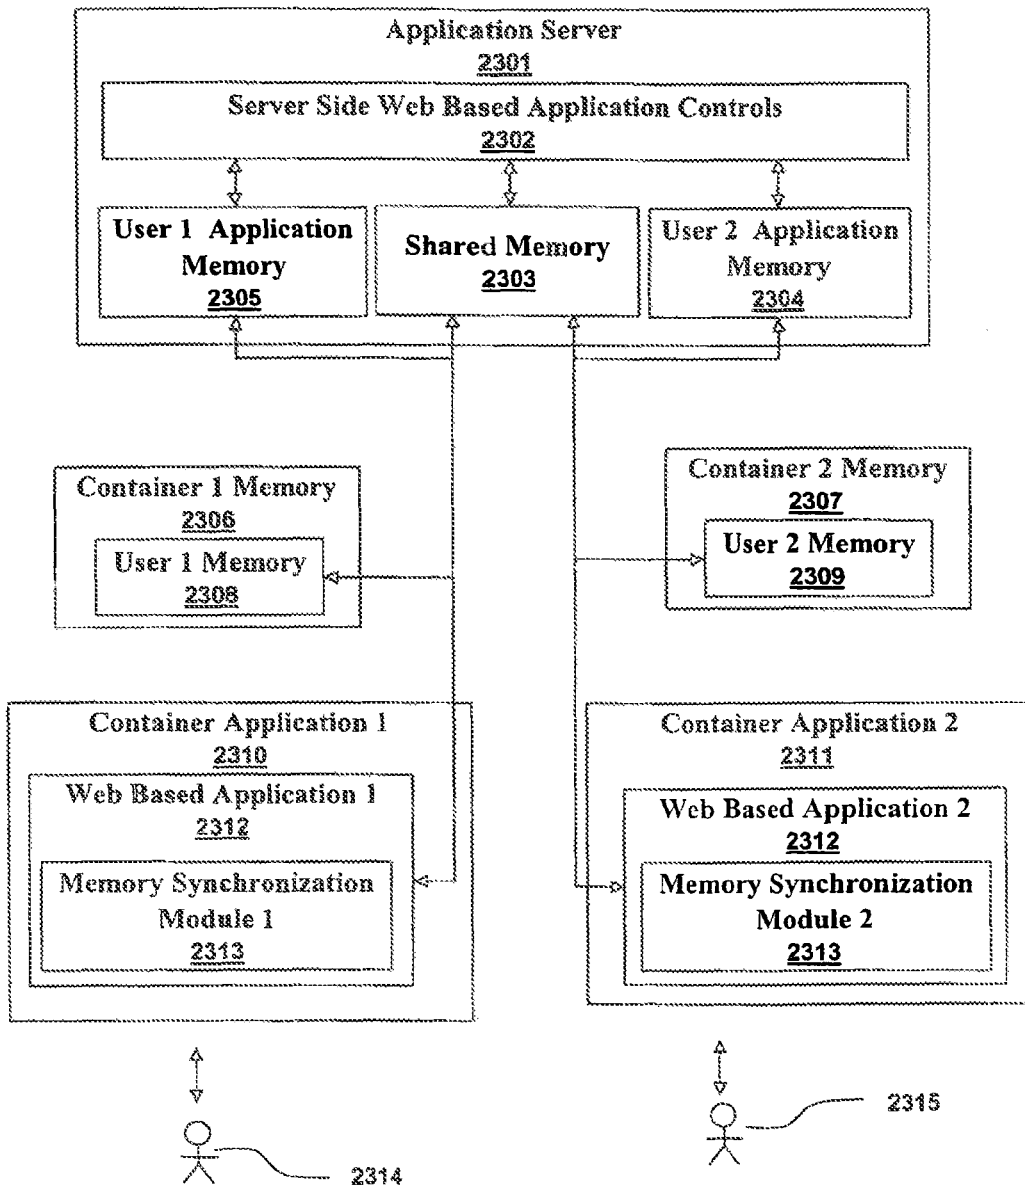 Application Server
2301
Server Side Web Based Application Controls
2302
User 1 Application
Memory
2305
Shared Memory
2303
User 2 Application
Memory
2304
Container 1 Memory
2306
User 1 Memory
2308
Container 2 Memory
2307
User 2 Memory
2309
Container Application 1
2310
Web Based Application 1
2312
Memory Synchronization
Module 1
2313
Container Application 2
2311
Web Based Application 2
2312
Memory Synchronization
Module 2
2313
2314
2315